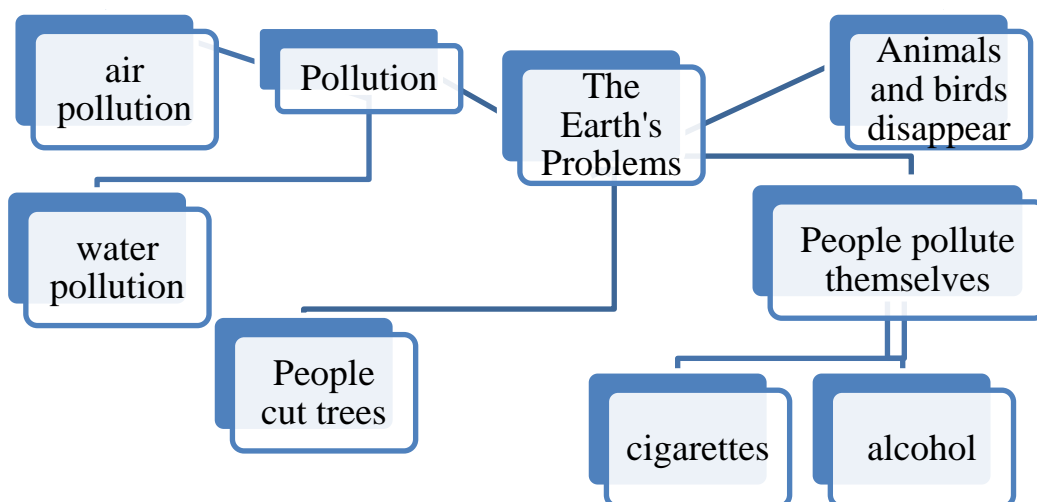 air
pollution
Pollution
The
Earth's
Problems
Animals
and birds
disappear
water
pollution
People pollute
themselves
People
cut trees
cigarettes
alcohol